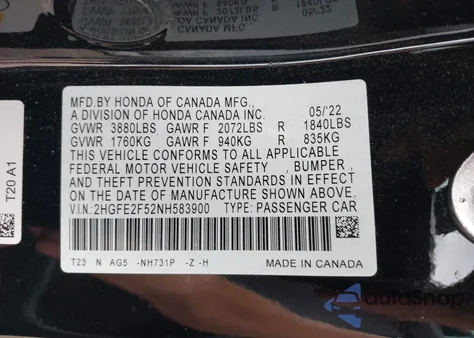 MFD.BY HONDA OF CANADA MFG.,
A DIVISION OF HONDA CANADA INC. 05/'22
GVWR 3880LBS GAWR F 2072LBS R 1840LBS
GVWR 1760KG GAWR F 940KG R 835KG
THIS VEHICLE CONFORMS TO ALL APPLICABLE
FEDERAL MOTOR VEHICLE SAFETY , BUMPER ,
AND THEFT PREVENTION STANDARDS IN EFFECT
ON THE DATE OF MANUFACTURE SHOWN ABOVE.
V.I.N:2HGFE2F52NH583900 TYPE: PASSENGER CAR
T23 N AG5 -NH731P -Z -H
MADE IN CANADA
T20 A1
autosnap